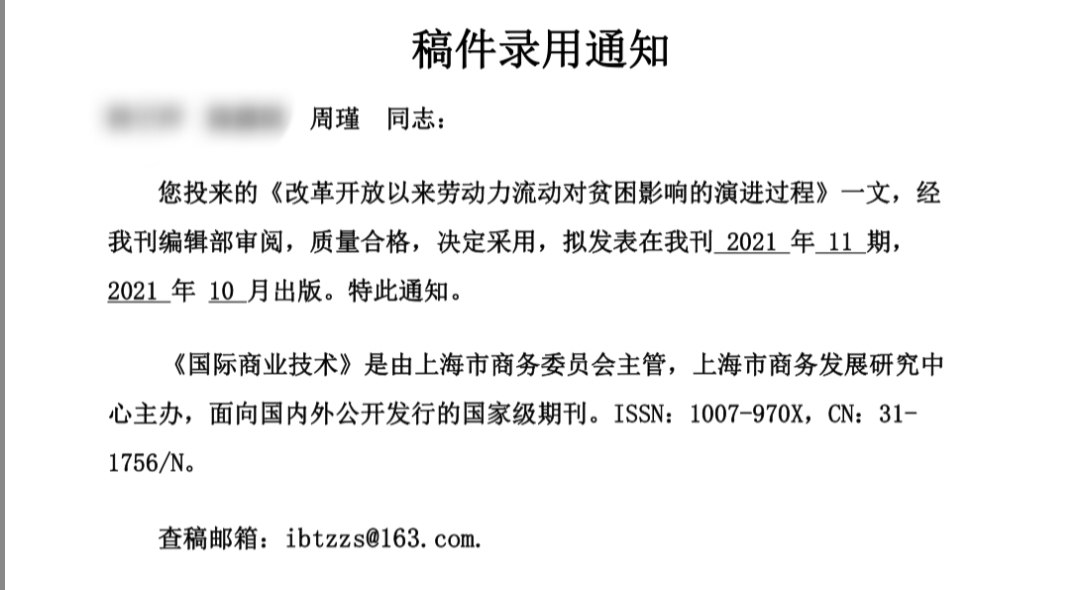 稿件录用通知
周瑾 同志：
您投来的《改革开放以来劳动力流动对贫困影响的演进过程》一文，经
我刊编辑部审阅，质量合格，决定采用，拟发表在我刊 2021 年 11 期，
2021 年 10 月出版。特此通知。
《国际商业技术》是由上海市商务委员会主管，上海市商务发展研究中
心主办，面向国内外公开发行的国家级期刊。ISSN：1007-970X，CN：31-
1756/N。
查稿邮箱：ibtzzs@163.com.